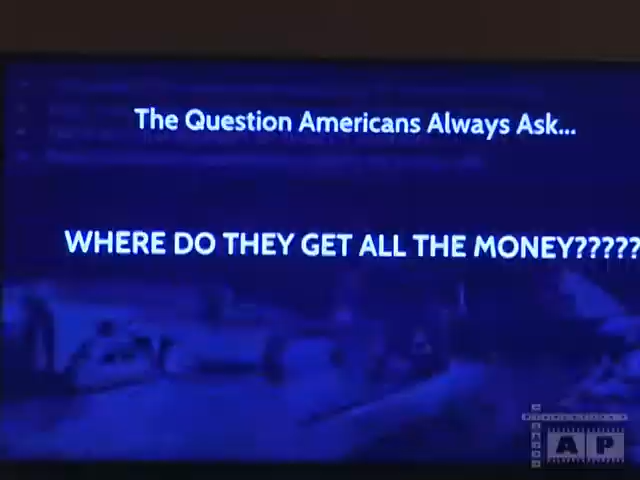 The Question Americans Always Ask...
WHERE DO THEY GET ALL THE MONEY?????
AP